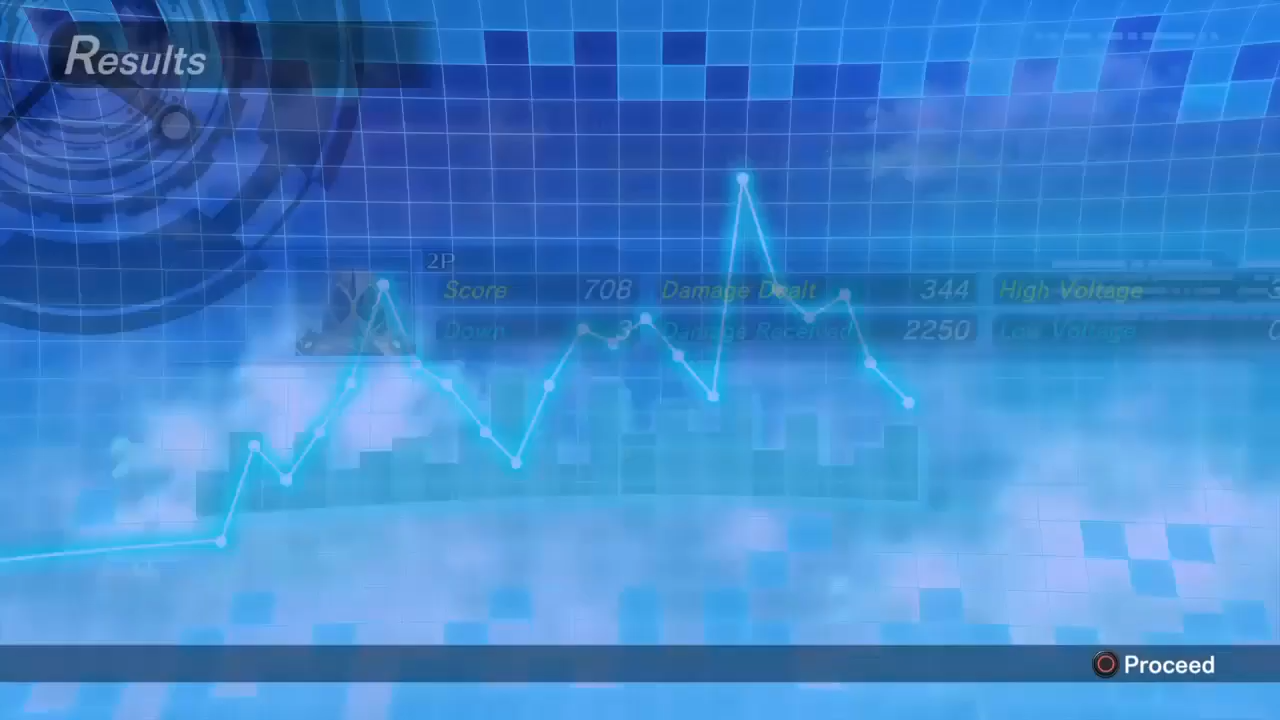 Results
2P
Score 708 Damage Dealt 344 High Voltage
Down 3 Damage Received 2250 Low Voltage
Proceed